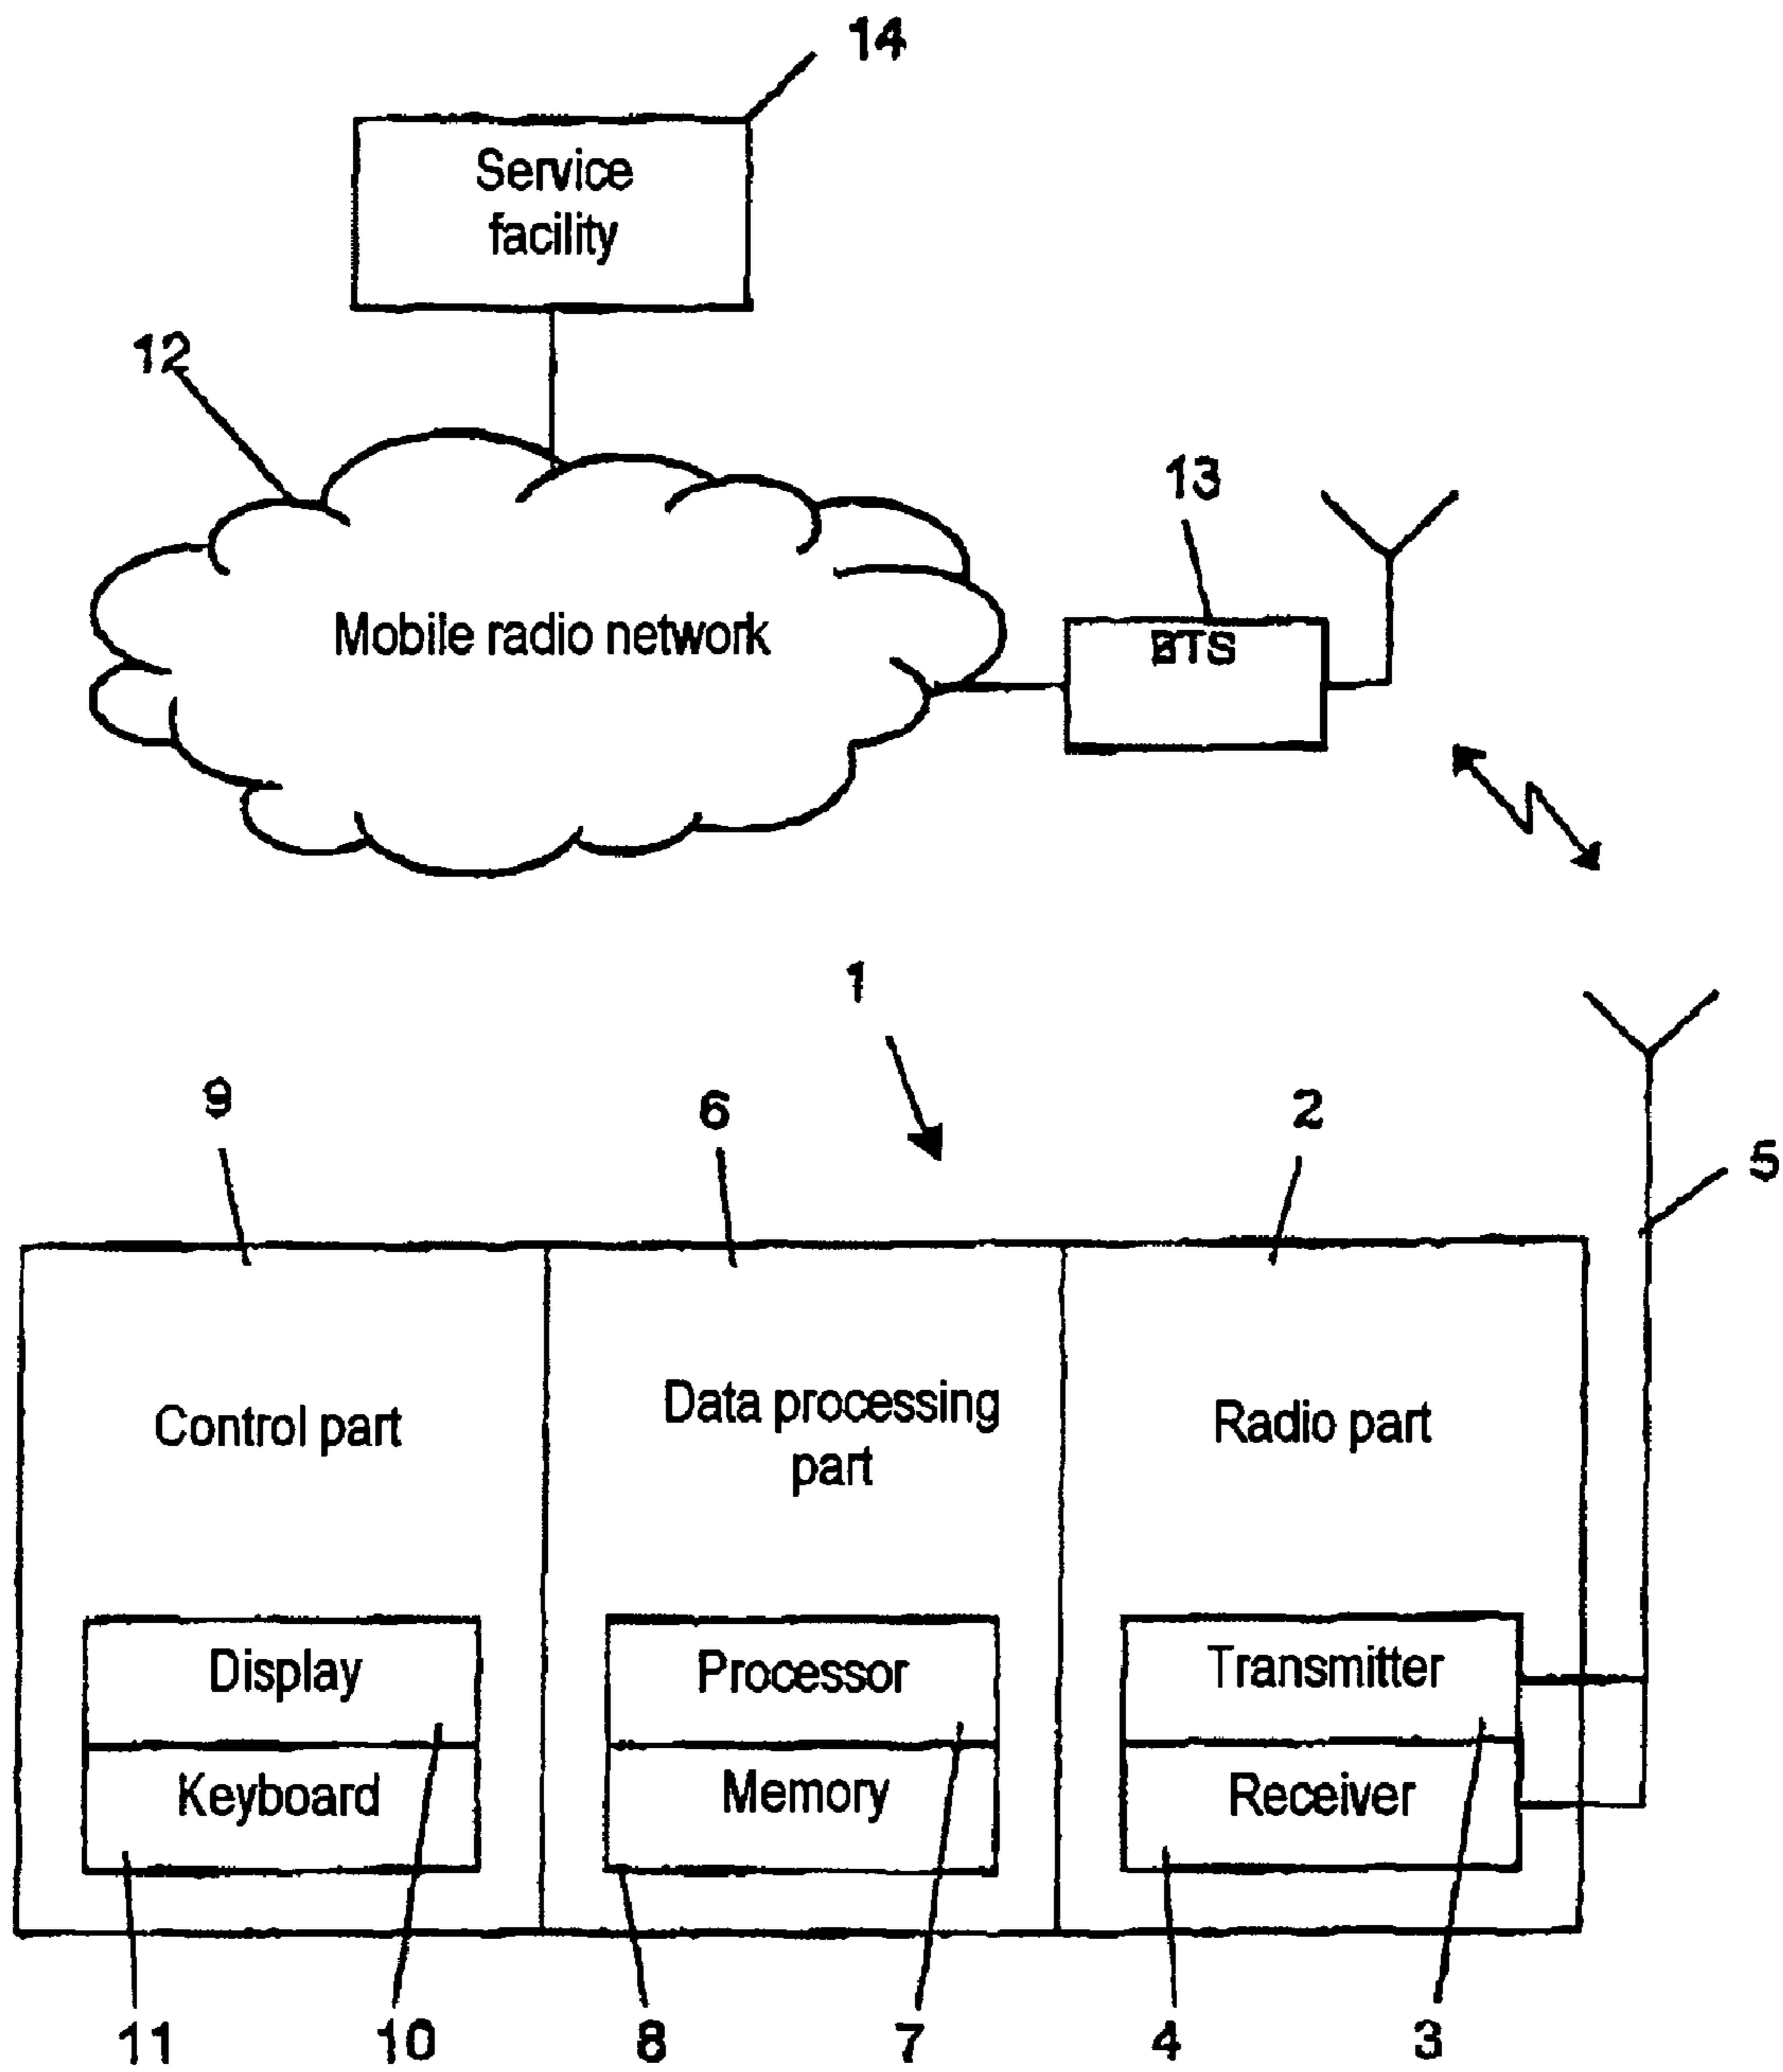 14
Service
facility
12
13
Mobile radio network
BTS
1
9
6
2
5
Control part
Data processing
part
Radio part
Display
Processor
Transmitter
Keyboard
Memory
Receiver
11
10
8
7
4
3